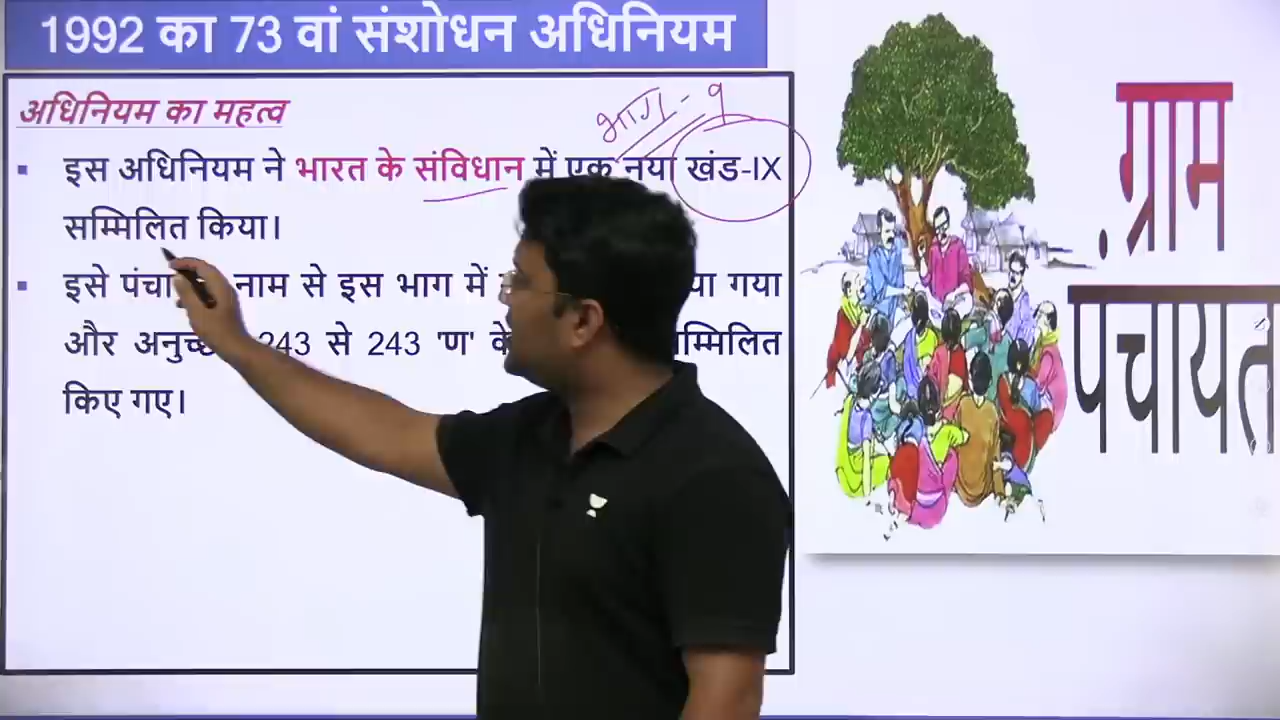 1992 का 73 वां संशोधन अधिनियम
अधिनियम का महत्व
भाग - 9
इस अधिनियम ने भारत के संविधान में एक नया खंड-IX
सम्मिलित किया।
इसे नाम से इस भाग में गया
और 243 से 243 'ण'
किए गए।
ग्राम
पंचायत